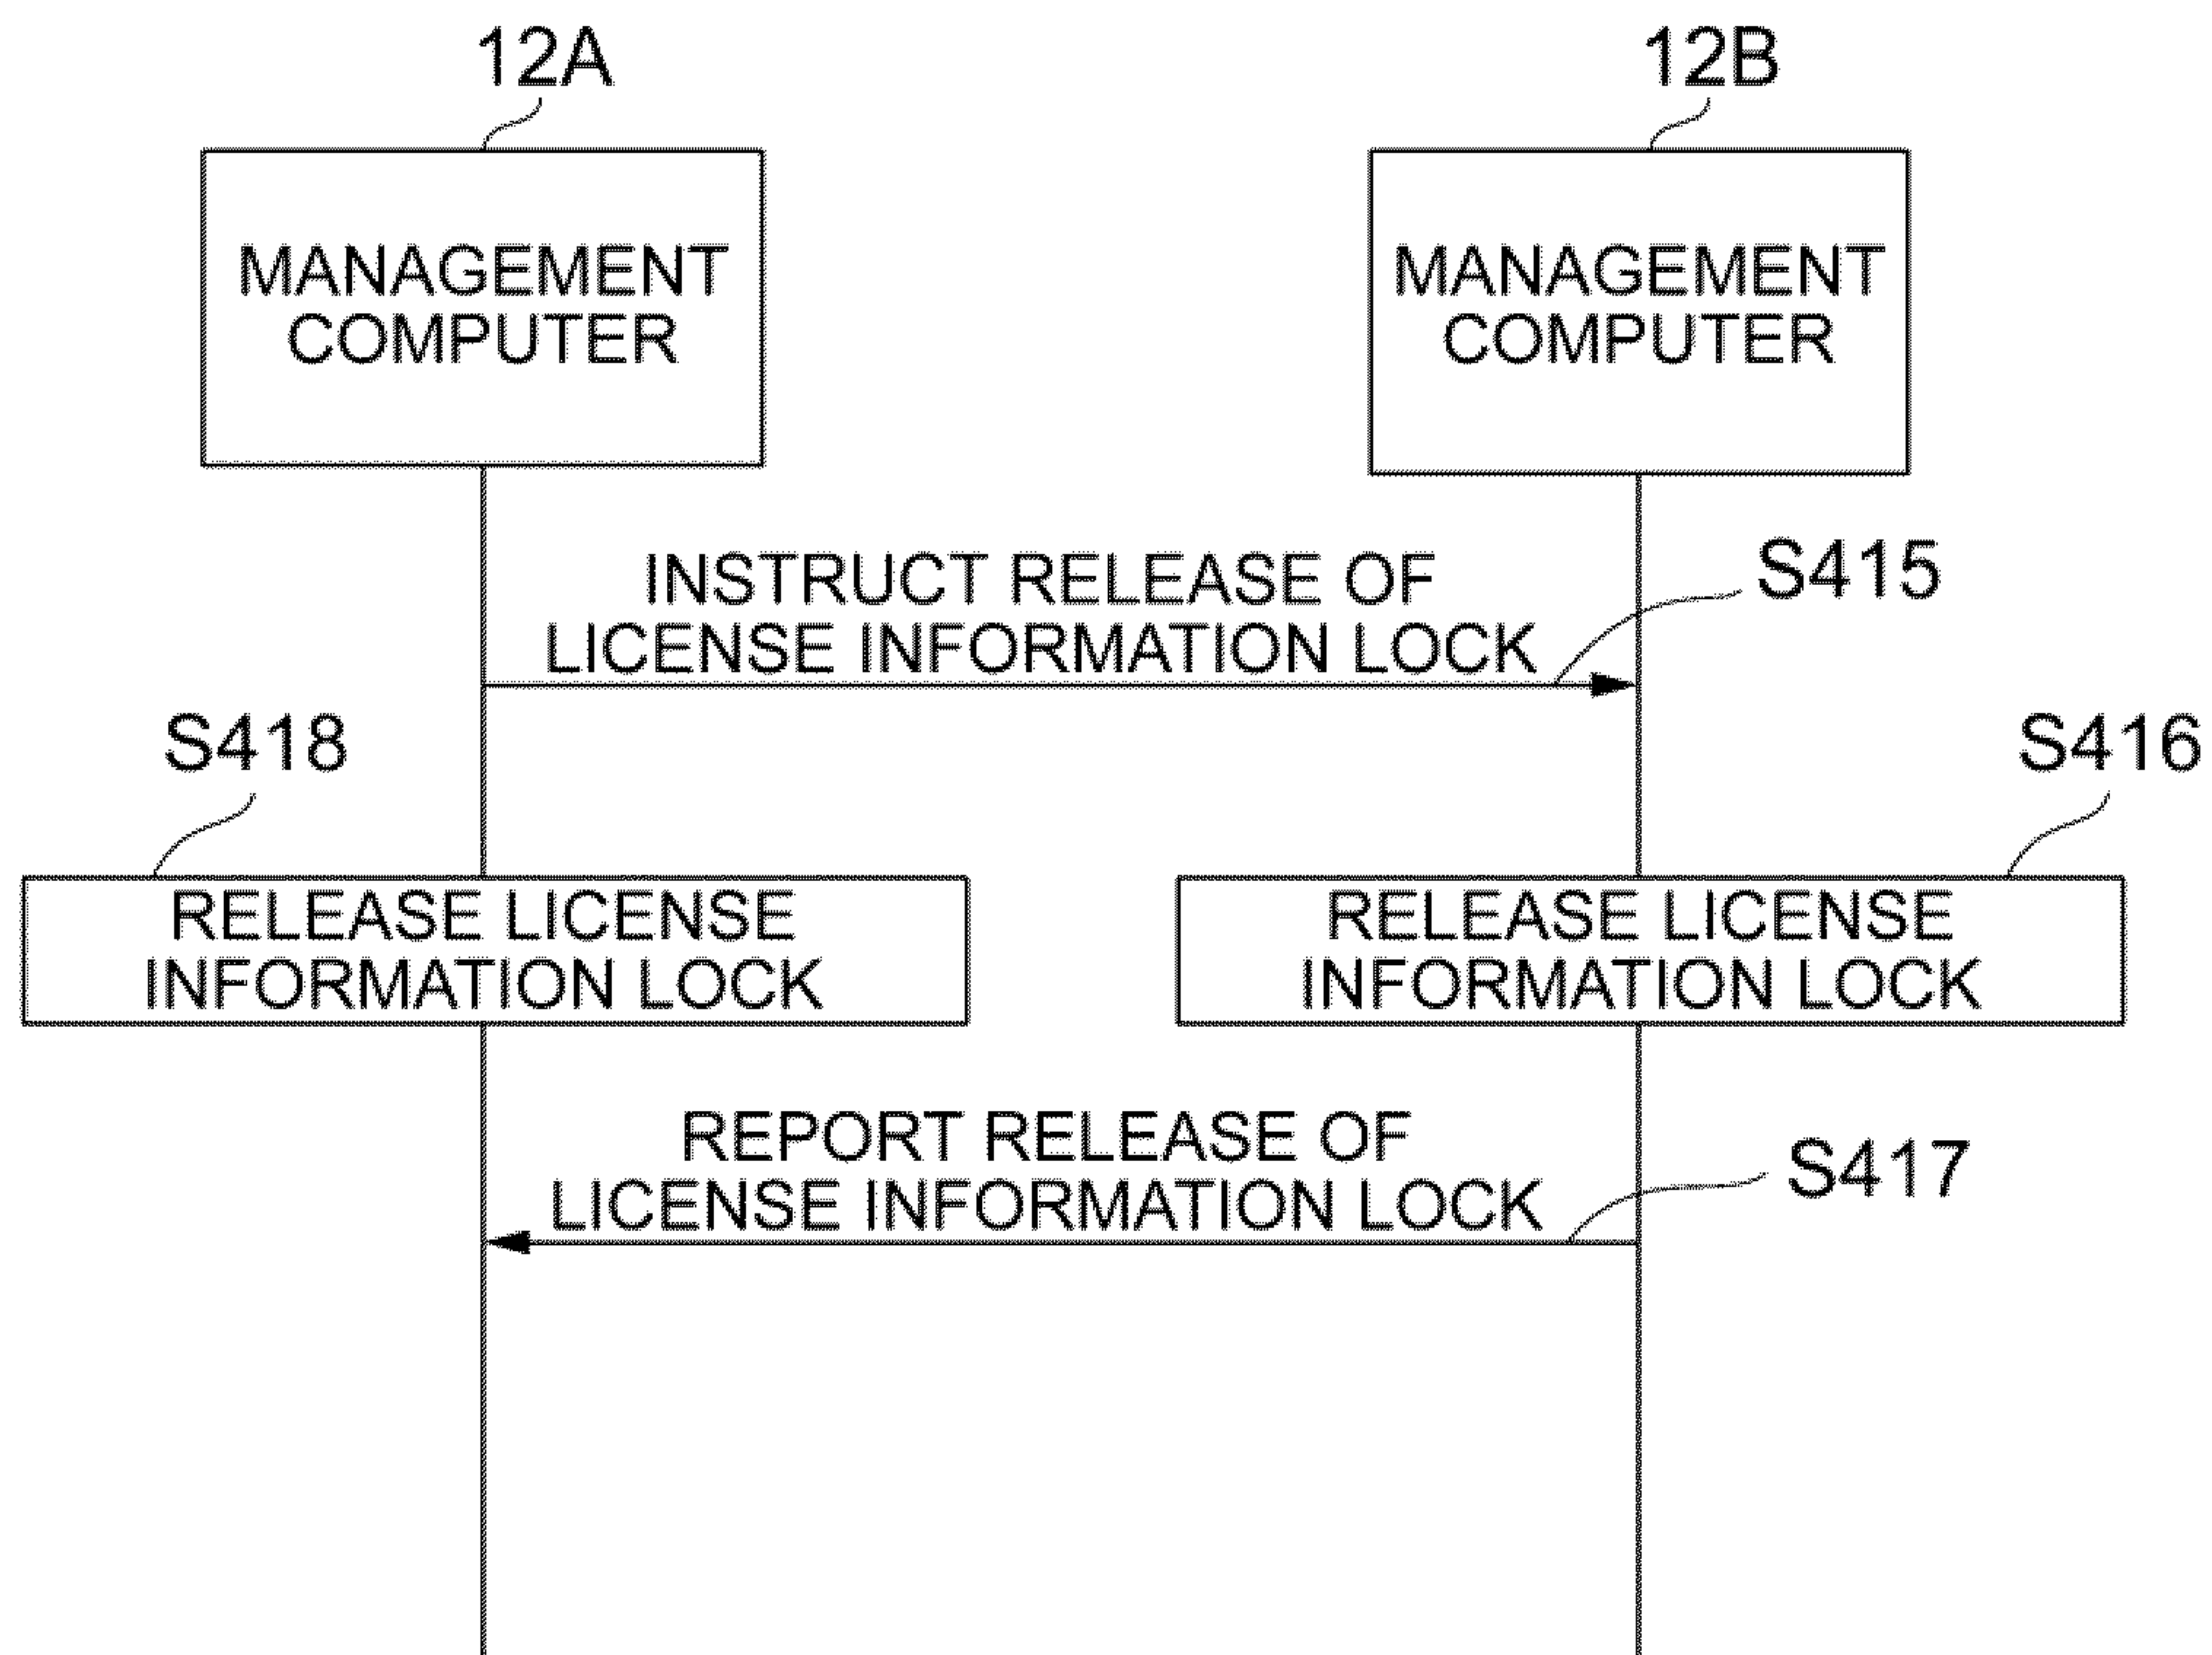 12A
12B
MANAGEMENT
COMPUTER
MANAGEMENT
COMPUTER
INSTRUCT RELEASE OF
LICENSE INFORMATION LOCK
S415
S418
S416
RELEASE LICENSE
INFORMATION LOCK
RELEASE LICENSE
INFORMATION LOCK
REPORT RELEASE OF
LICENSE INFORMATION LOCK
S417